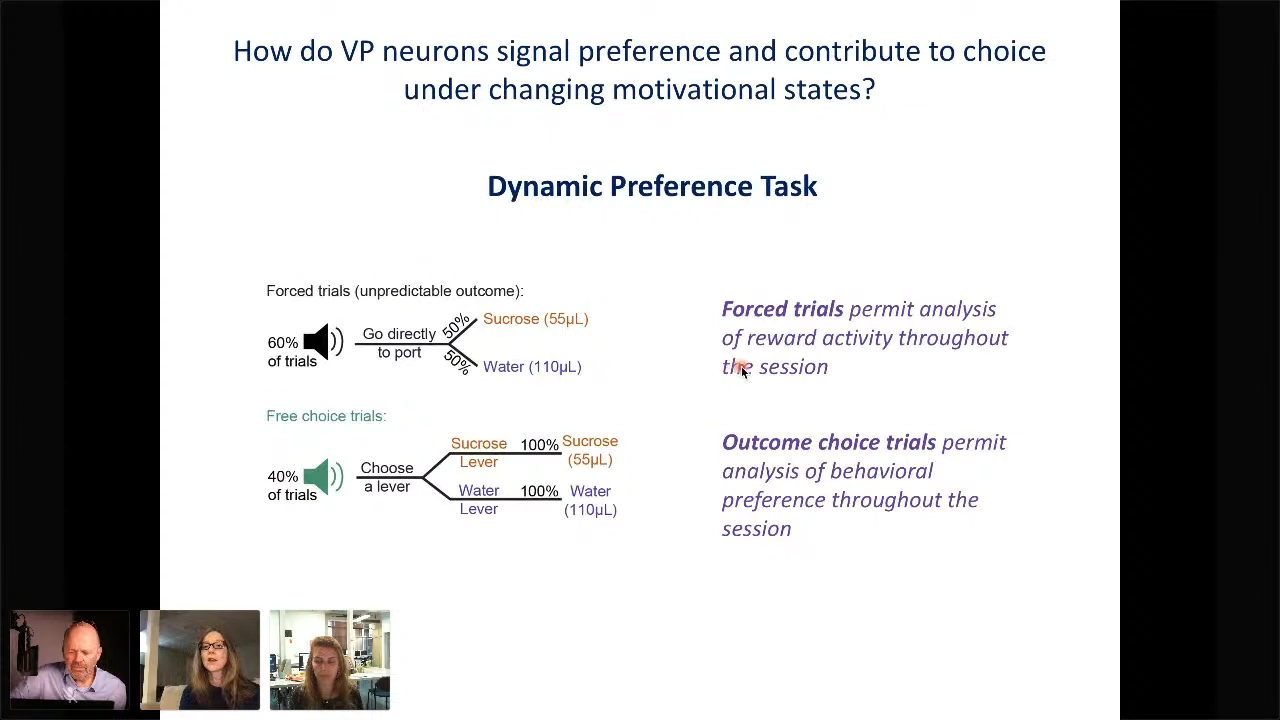 How do VP neurons signal preference and contribute to choice
under changing motivational states?
Dynamic Preference Task
Forced trials (unpredictable outcome):
60%
of trials
Go directly
to port
50%
50%
Sucrose (55µL)
Water (110µL)
Forced trials permit analysis
of reward activity throughout
the session
Free choice trials:
40%
of trials
Choose
a lever
Sucrose
Lever
100%
Sucrose
(55µL)
Water
Lever
100%
Water
(110µL)
Outcome choice trials permit
analysis of behavioral
preference throughout the
session